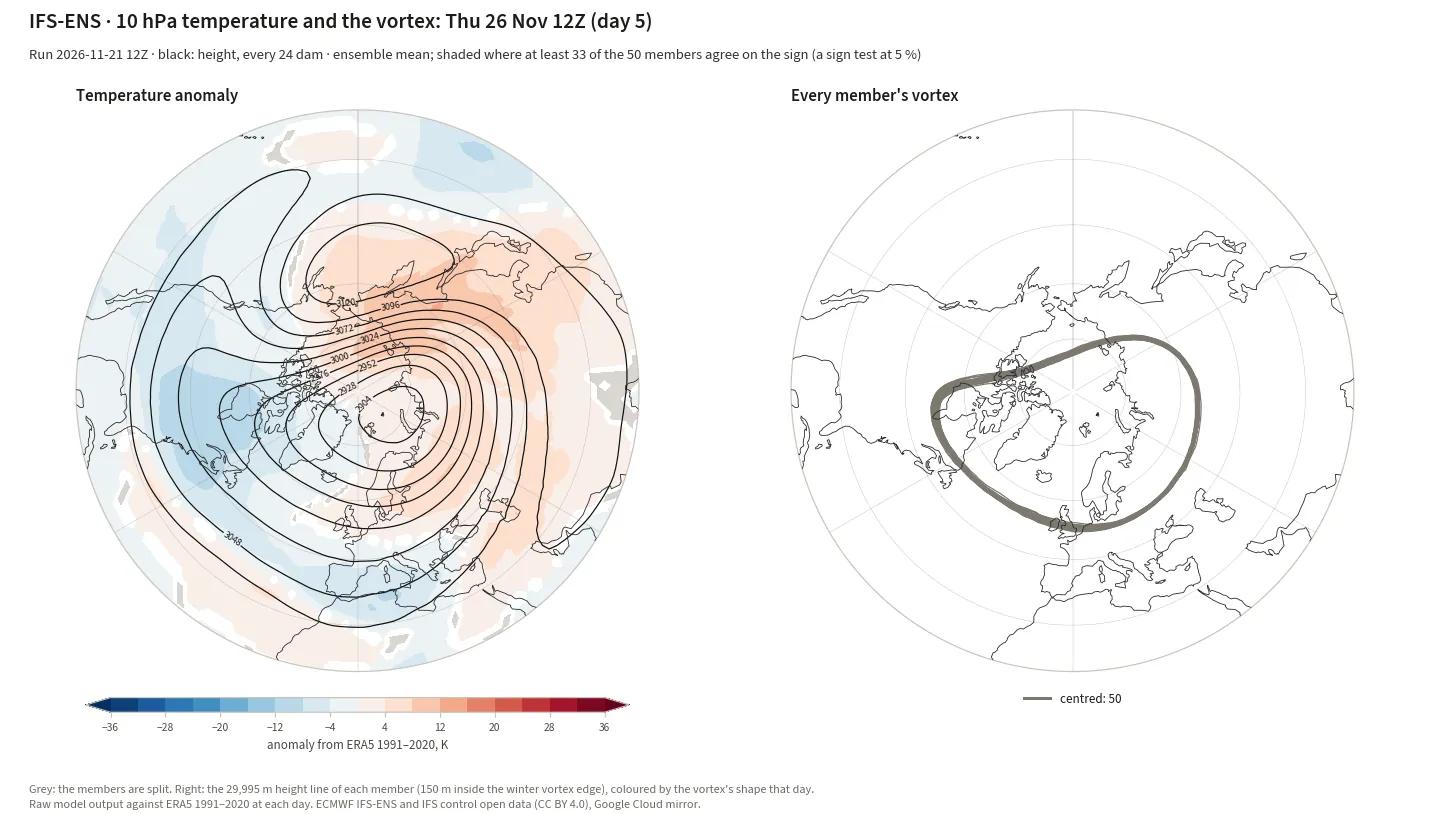 IFS-ENS · 10 hPa temperature and the vortex: Thu 26 Nov 12Z (day 5)
Run 2026-11-21 12Z · black: height, every 24 dam · ensemble mean; shaded where at least 33 of the 50 members agree on the sign (a sign test at 5 %)
Temperature anomaly
Every member's vortex
3120
3096
3072
3024
3000
2952
2976
2928
2904
3048
−36 −28 −20 −12 −4 4 12 20 28 36
anomaly from ERA5 1991–2020, K
centred: 50
Grey: the members are split. Right: the 29,995 m height line of each member (150 m inside the winter vortex edge), coloured by the vortex's shape that day.
Raw model output against ERA5 1991–2020 at each day. ECMWF IFS-ENS and IFS control open data (CC BY 4.0), Google Cloud mirror.